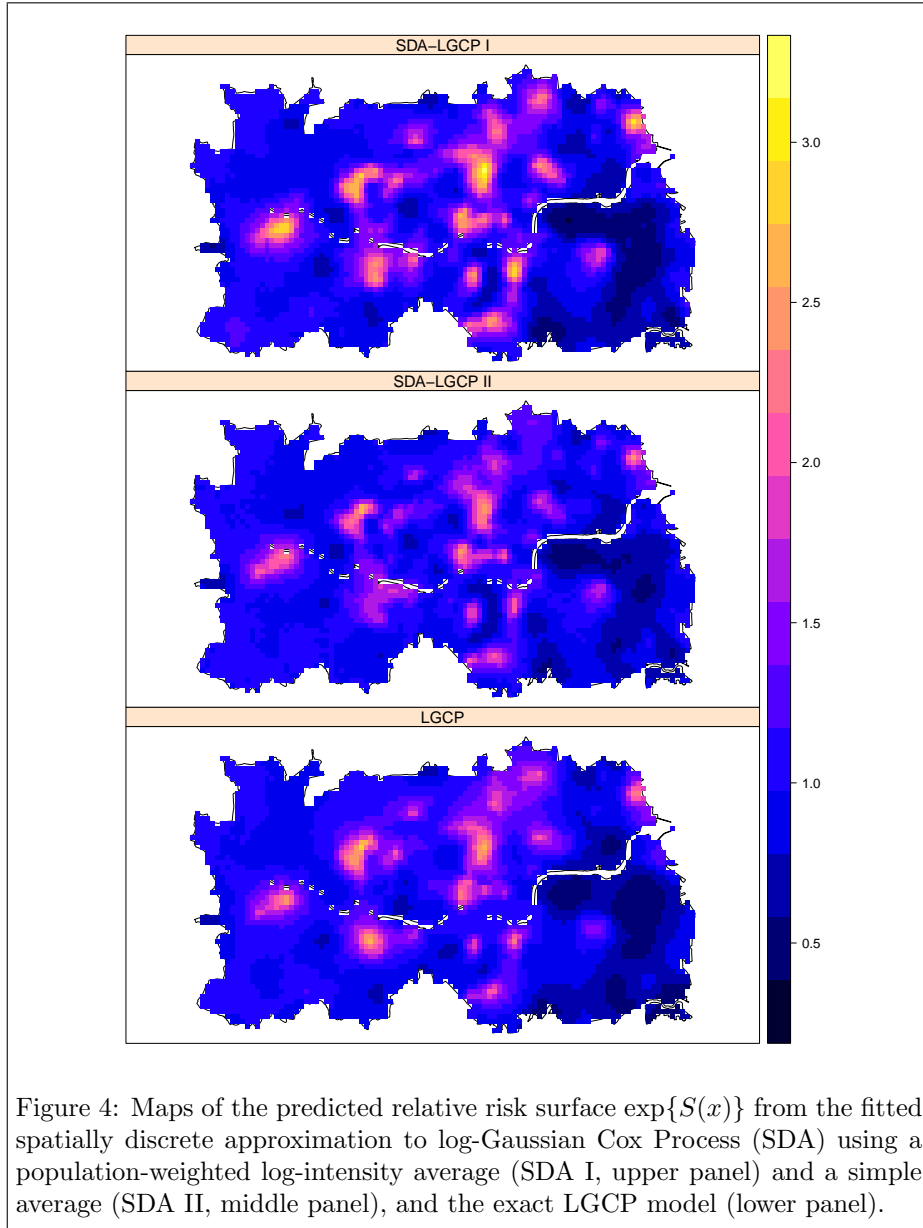 SDA−LGCP I
SDA−LGCP II
LGCP
3.0
2.5
2.0
1.5
1.0
0.5
Figure 4: Maps of the predicted relative risk surface exp{S(x)} from the fitted
spatially discrete approximation to log-Gaussian Cox Process (SDA) using a
population-weighted log-intensity average (SDA I, upper panel) and a simple
average (SDA II, middle panel), and the exact LGCP model (lower panel).